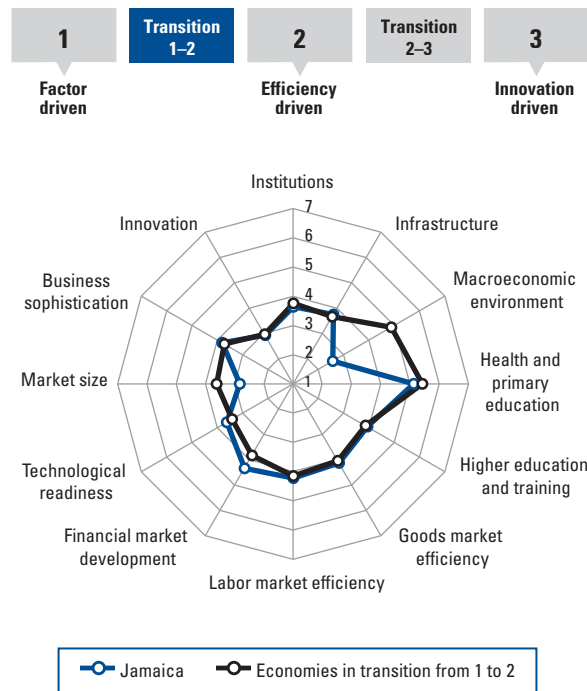 1
Transition
1–2
2
Transition
2–3
3
Factor
driven
Efficiency
driven
Innovation
driven
Institutions
Innovation
Infrastructure
Business
sophistication
Macroeconomic
environment
Market size
Health and
primary
education
Technological
readiness
Higher education
and training
Financial market
development
Goods market
efficiency
Labor market efficiency
7
6
5
4
3
2
1
Jamaica
Economies in transition from 1 to 2